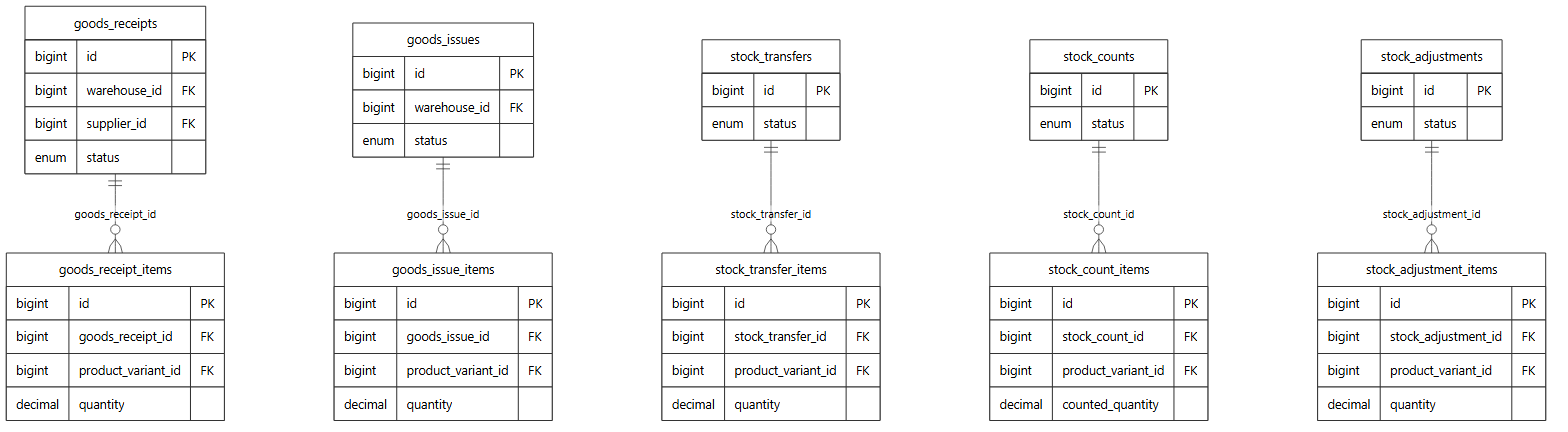 goods_receipts
bigint id PK
bigint warehouse_id FK
bigint supplier_id FK
enum status
goods_receipt_id
goods_receipt_items
bigint id PK
bigint goods_receipt_id FK
bigint product_variant_id FK
decimal quantity
goods_issues
bigint id PK
bigint warehouse_id FK
enum status
goods_issue_id
goods_issue_items
bigint id PK
bigint goods_issue_id FK
bigint product_variant_id FK
decimal quantity
stock_transfers
bigint id PK
enum status
stock_transfer_id
stock_transfer_items
bigint id PK
bigint stock_transfer_id FK
bigint product_variant_id FK
decimal quantity
stock_counts
bigint id PK
enum status
stock_count_id
stock_count_items
bigint id PK
bigint stock_count_id FK
bigint product_variant_id FK
decimal counted_quantity
stock_adjustments
bigint id PK
enum status
stock_adjustment_id
stock_adjustment_items
bigint id PK
bigint stock_adjustment_id FK
bigint product_variant_id FK
decimal quantity